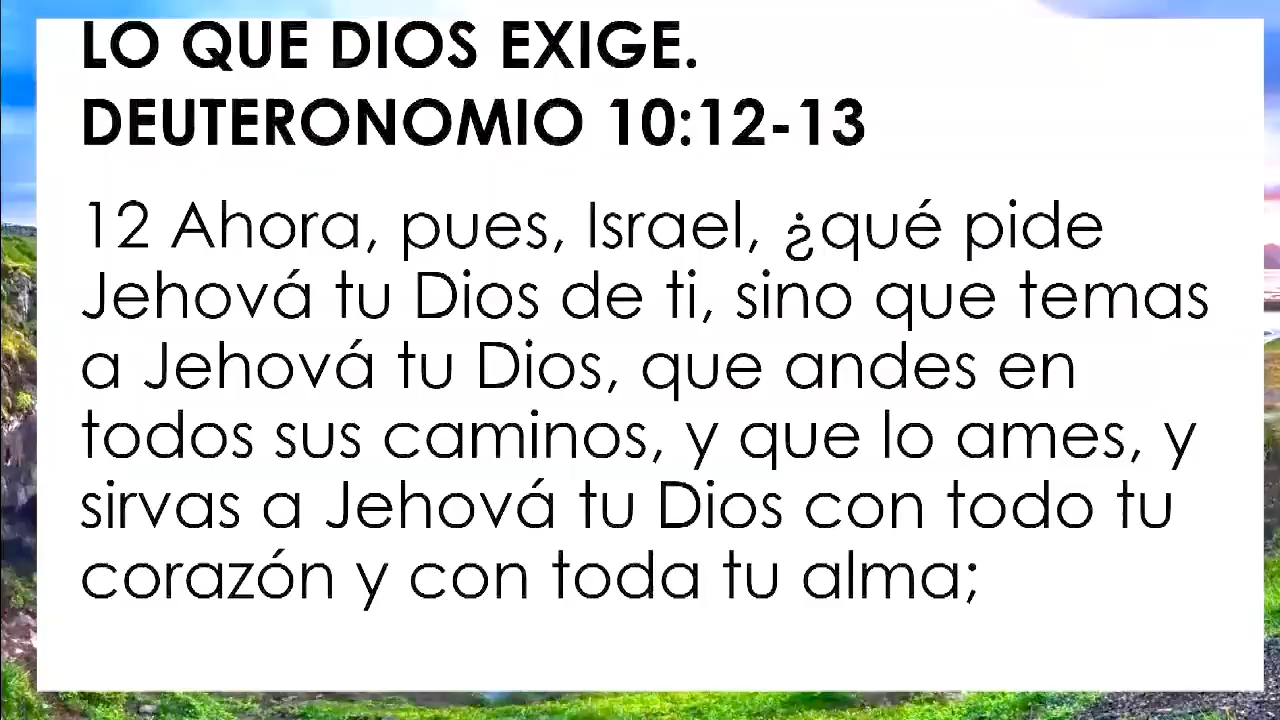 LO QUE DIOS EXIGE.
DEUTERONOMIO 10:12-13
12 Ahora, pues, Israel, ¿qué pide
Jehová tu Dios de ti, sino que temas
a Jehová tu Dios, que andes en
todos sus caminos, y que lo ames, y
sirvas a Jehová tu Dios con todo tu
corazón y con toda tu alma;